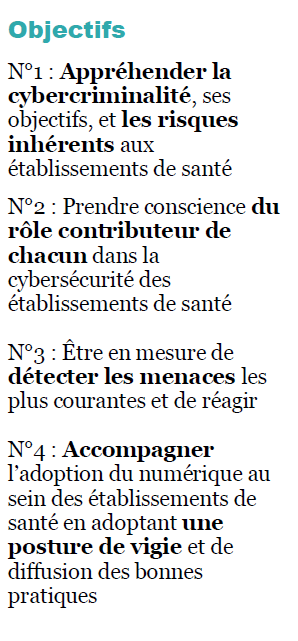 Objectifs
N°1 : Appréhender la
cybercriminalité, ses
objectifs, et les risques
inhérents aux
établissements de santé
N°2 : Prendre conscience du
rôle contributeur de
chacun dans la
cybersécurité des
établissements de santé
N°3 : Être en mesure de
détecter les menaces les
plus courantes et de réagir
N°4 : Accompagner
l’adoption du numérique au
sein des établissements de
santé en adoptant une
posture de vigie et de
diffusion des bonnes
pratiques